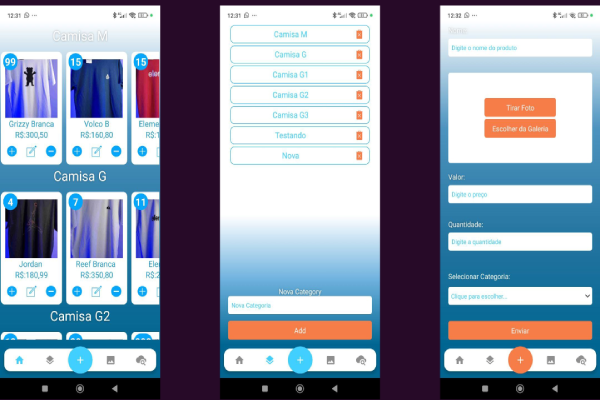 12:31
Camisa M
99
15
15
Grizzy Branca
R$:300,50
Volco B
R$:160,80
Eleme
R$:1
Camisa G
4
7
11
Jordan
R$:180,99
Reef Branca
R$:350,80
Elen
R$:2
Camisa G2
12:31
Camisa M
Camisa G
Camisa G1
Camisa G2
Camisa G3
Testando
Nova
Nova Category
Nova Categoria
Add
12:32
Nome:
Digite o nome do produto
Tirar Foto
Escolher da Galeria
Valor:
Digite o preço
Quantidade:
Digite a quantidade
Selecionar Categoria:
Clique para escolher...
Enviar